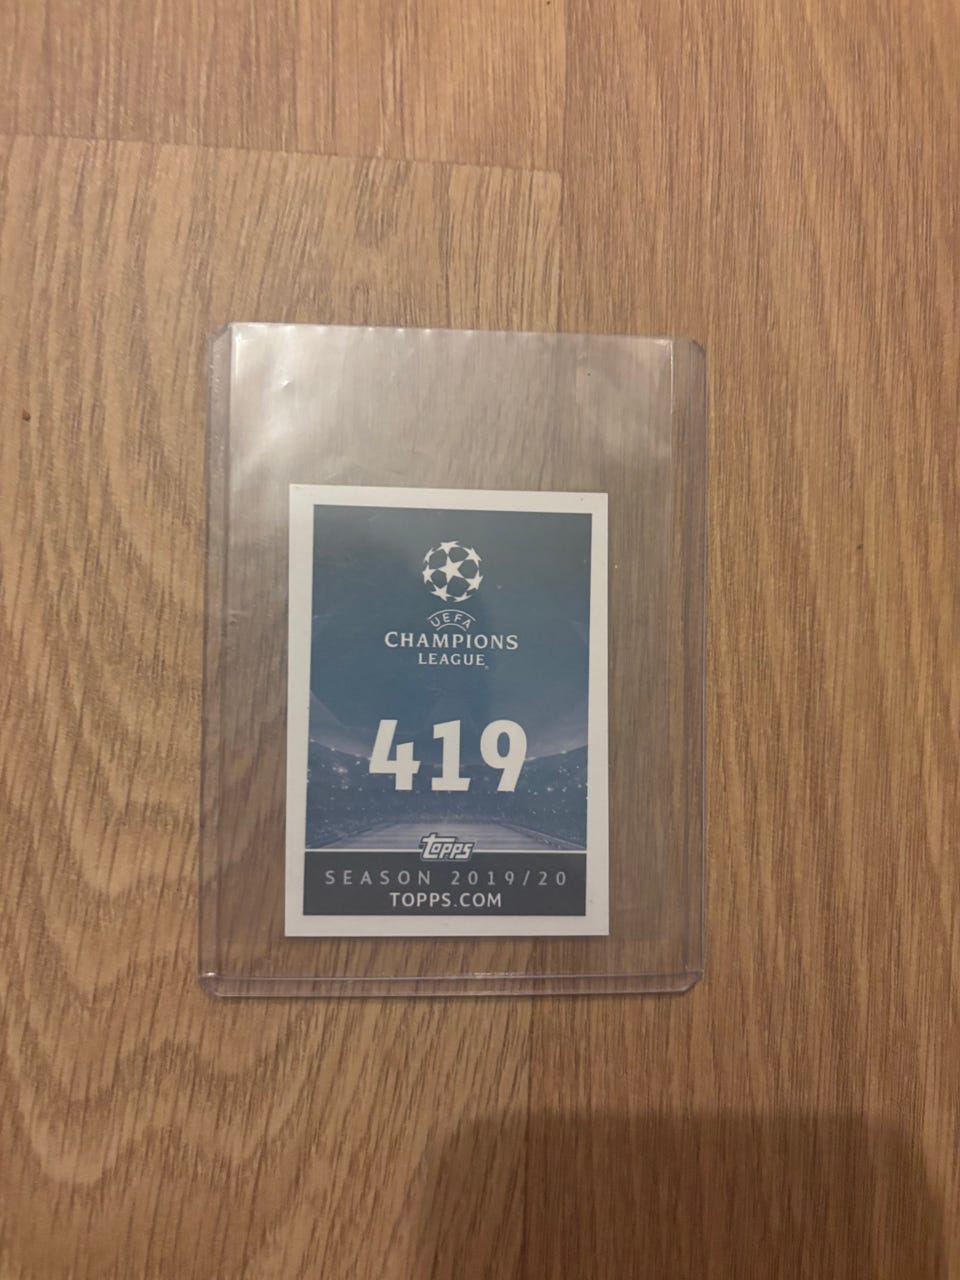 UEFA
CHAMPIONS
LEAGUE
419
Topps
SEASON 2019/20
TOPPS.COM